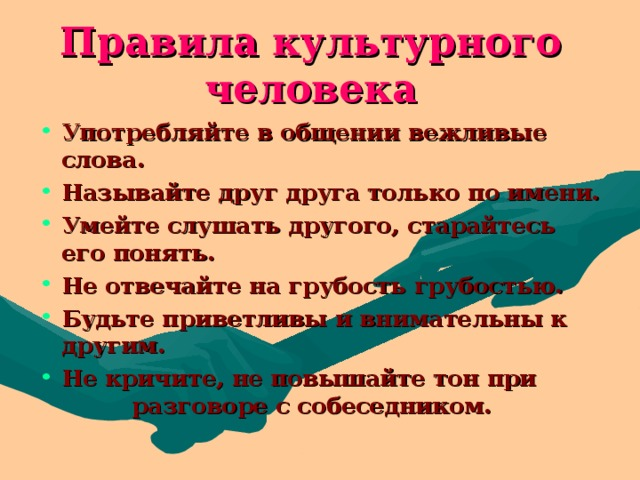 Правила культурного
человека
• Употребляйте в общении вежливые
слова.
• Называйте друг друга только по имени.
• Умейте слушать другого, старайтесь
его понять.
• Не отвечайте на грубость грубостью.
• Будьте приветливы и внимательны к
другим.
• Не кричите, не повышайте тон при
разговоре с собеседником.